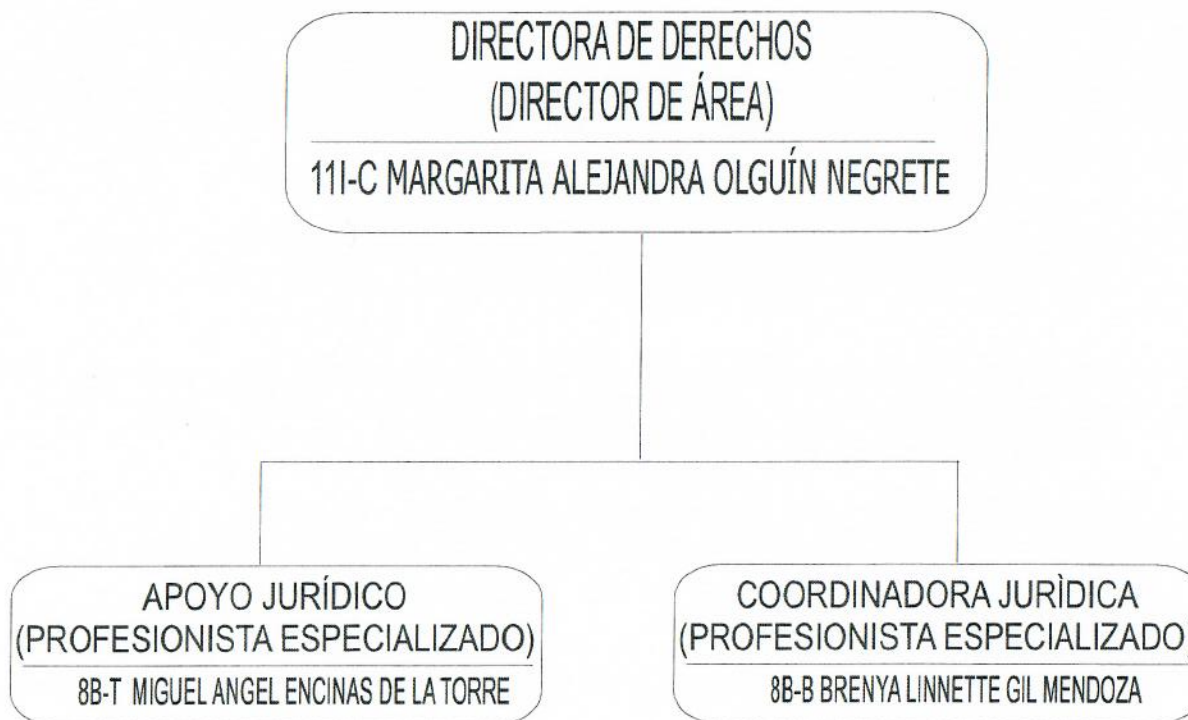 DIRECTORA DE DERECHOS
(DIRECTOR DE ÁREA)
11I-C MARGARITA ALEJANDRA OLGUÍN NEGRETE
APOYO JURÍDICO
(PROFESIONISTA ESPECIALIZADO)
8B-T MIGUEL ANGEL ENCINAS DE LA TORRE
COORDINADORA JURÌDICA
(PROFESIONISTA ESPECIALIZADO)
8B-B BRENYA LINNETTE GIL MENDOZA